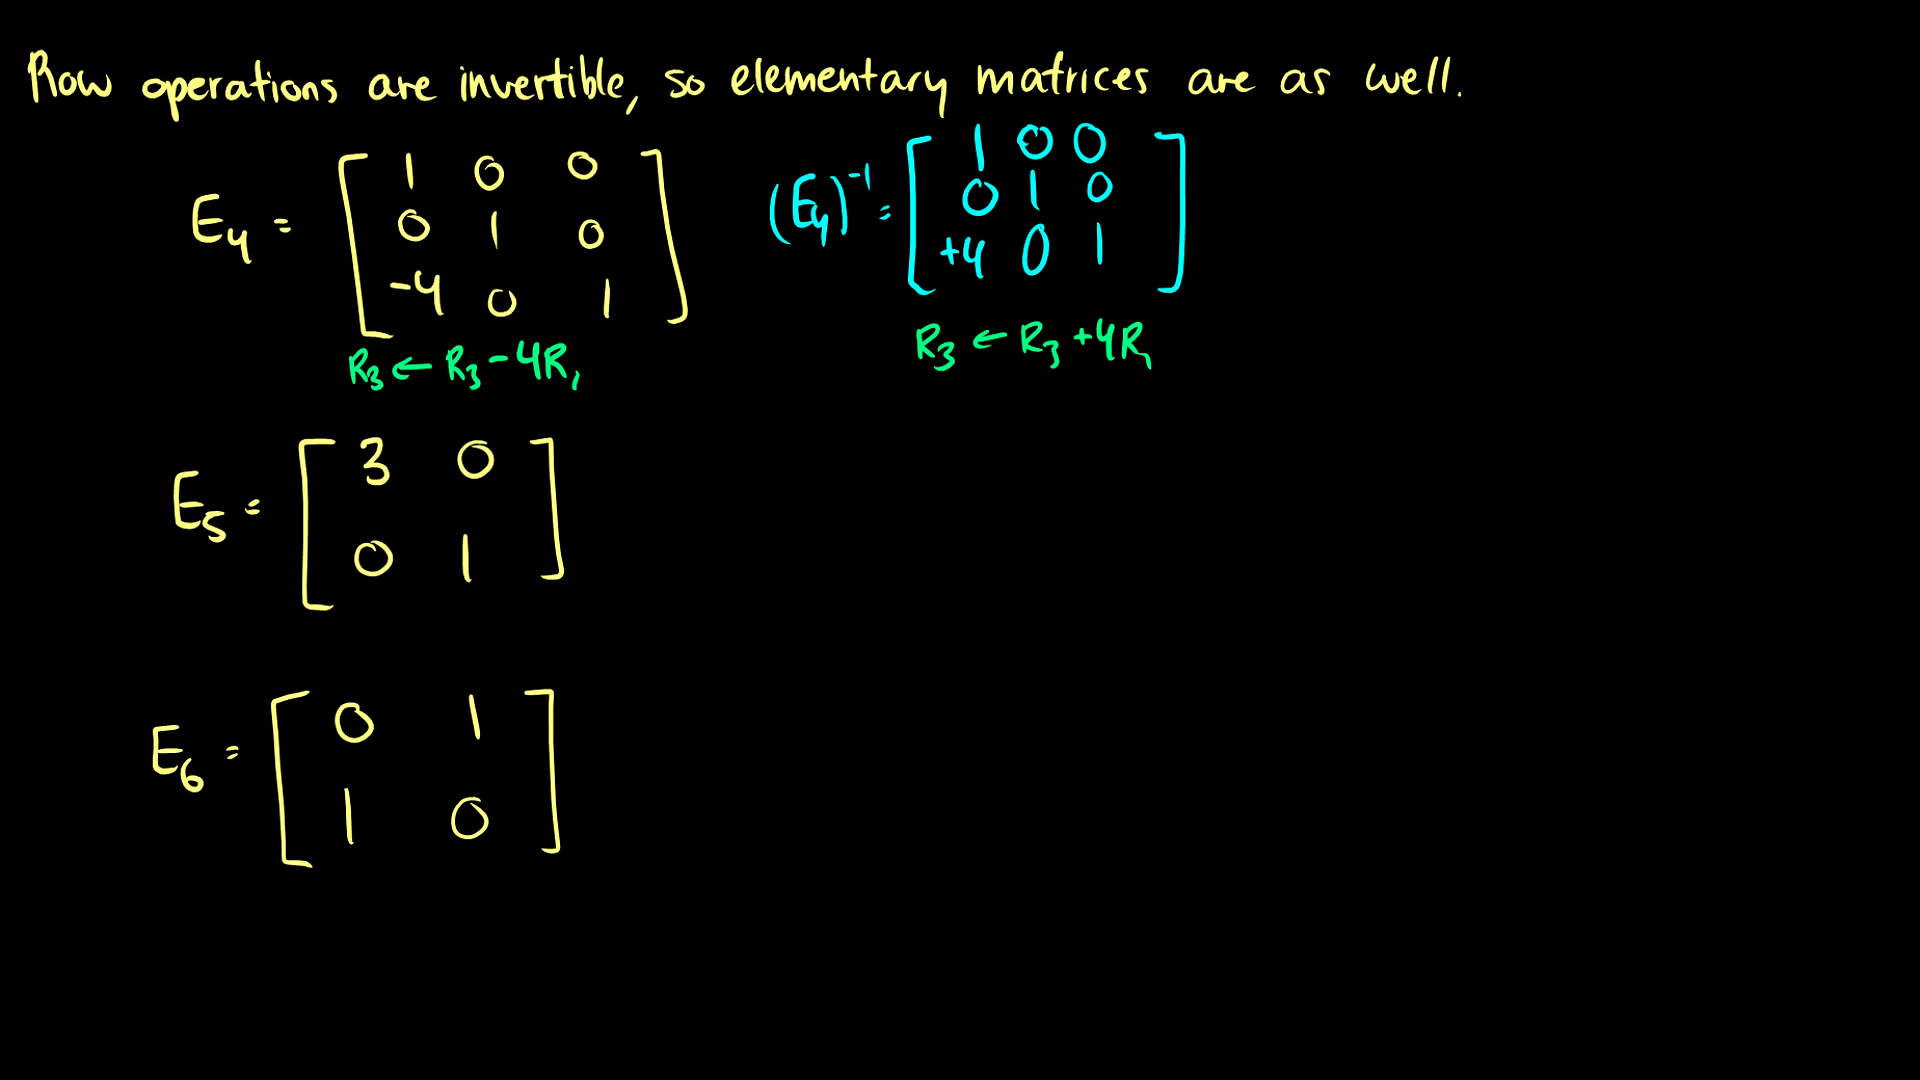 Row operations are invertible, so elementary matrices are as well.
E₄ = [ 1 0 0
0 1 0
-4 0 1 ]
R₃ ← R₃ - 4R₁
(E₄)⁻¹ = [ 1 0 0
0 1 0
+4 0 1 ]
R₃ ← R₃ + 4R₁
E₅ = [ 3 0
0 1 ]
E₆ = [ 0 1
1 0 ]